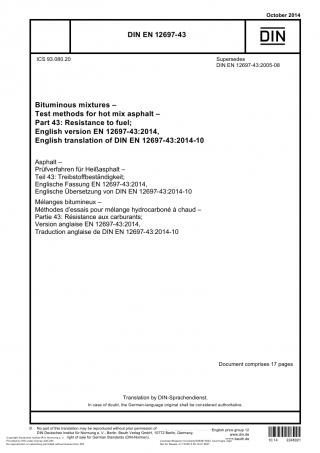 October 2014
DIN EN 12697-43
DIN
ICS 93.080.20
Supersedes
DIN EN 12697-43:2005-08
Bituminous mixtures –
Test methods for hot mix asphalt –
Part 43: Resistance to fuel;
English version EN 12697-43:2014,
English translation of DIN EN 12697-43:2014-10
Asphalt –
Prüfverfahren für Heißasphalt –
Teil 43: Treibstoffbeständigkeit;
Englische Fassung EN 12697-43:2014,
Englische Übersetzung von DIN EN 12697-43:2014-10
Mélanges bitumineux –
Méthodes d'essais pour mélange hydrocarboné à chaud –
Partie 43: Résistance aux carburants;
Version anglaise EN 12697-43:2014,
Traduction anglaise de DIN EN 12697-43:2014-10
Document comprises 17 pages
Translation by DIN-Sprachendienst.
In case of doubt, the German-language original shall be considered authoritative.
No part of this translation may be reproduced without prior permission of
DIN Deutsches Institut für Normung e. V., Berlin. Beuth Verlag GmbH, 10772 Berlin, Germany,
right of sale for German Standards (DIN-Normen).
English price group 12
www.din.de
www.beuth.de
10.14